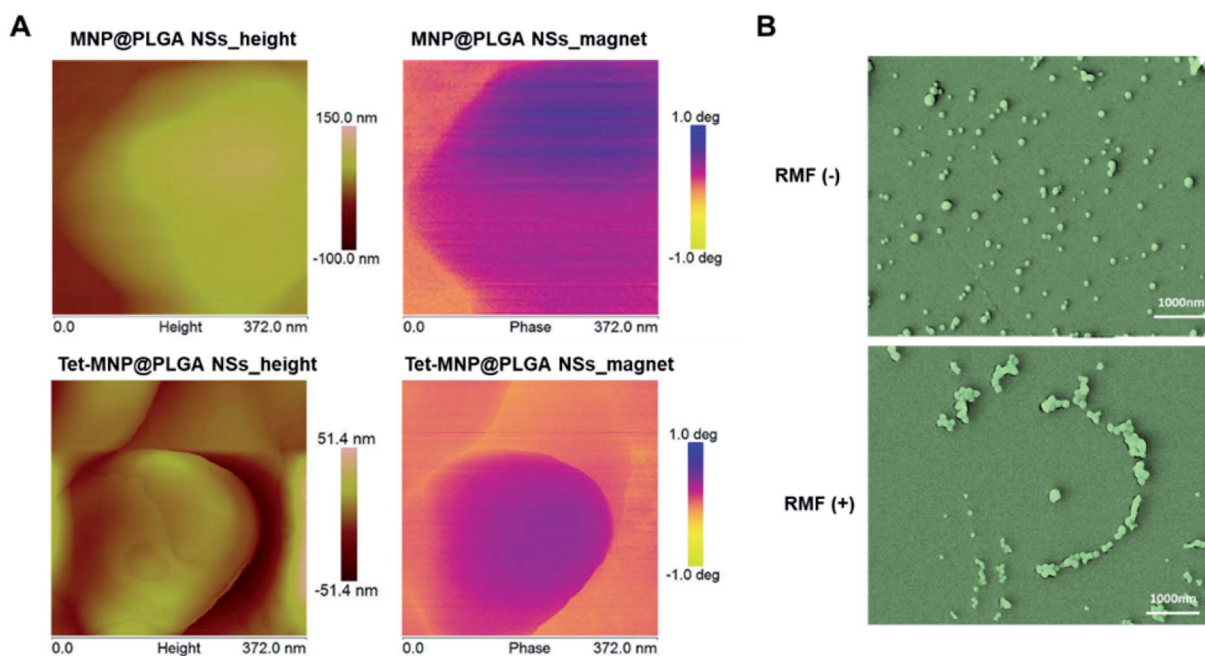 A
MNP@PLGA NSs_height
150.0 nm
-100.0 nm
0.0 Height 372.0 nm
MNP@PLGA NSs_magnet
1.0 deg
-1.0 deg
0.0 Phase 372.0 nm
Tet-MNP@PLGA NSs_height
51.4 nm
-51.4 nm
0.0 Height 372.0 nm
Tet-MNP@PLGA NSs_magnet
1.0 deg
-1.0 deg
0.0 Phase 372.0 nm
B
RMF (-)
1000nm
RMF (+)
1000nm